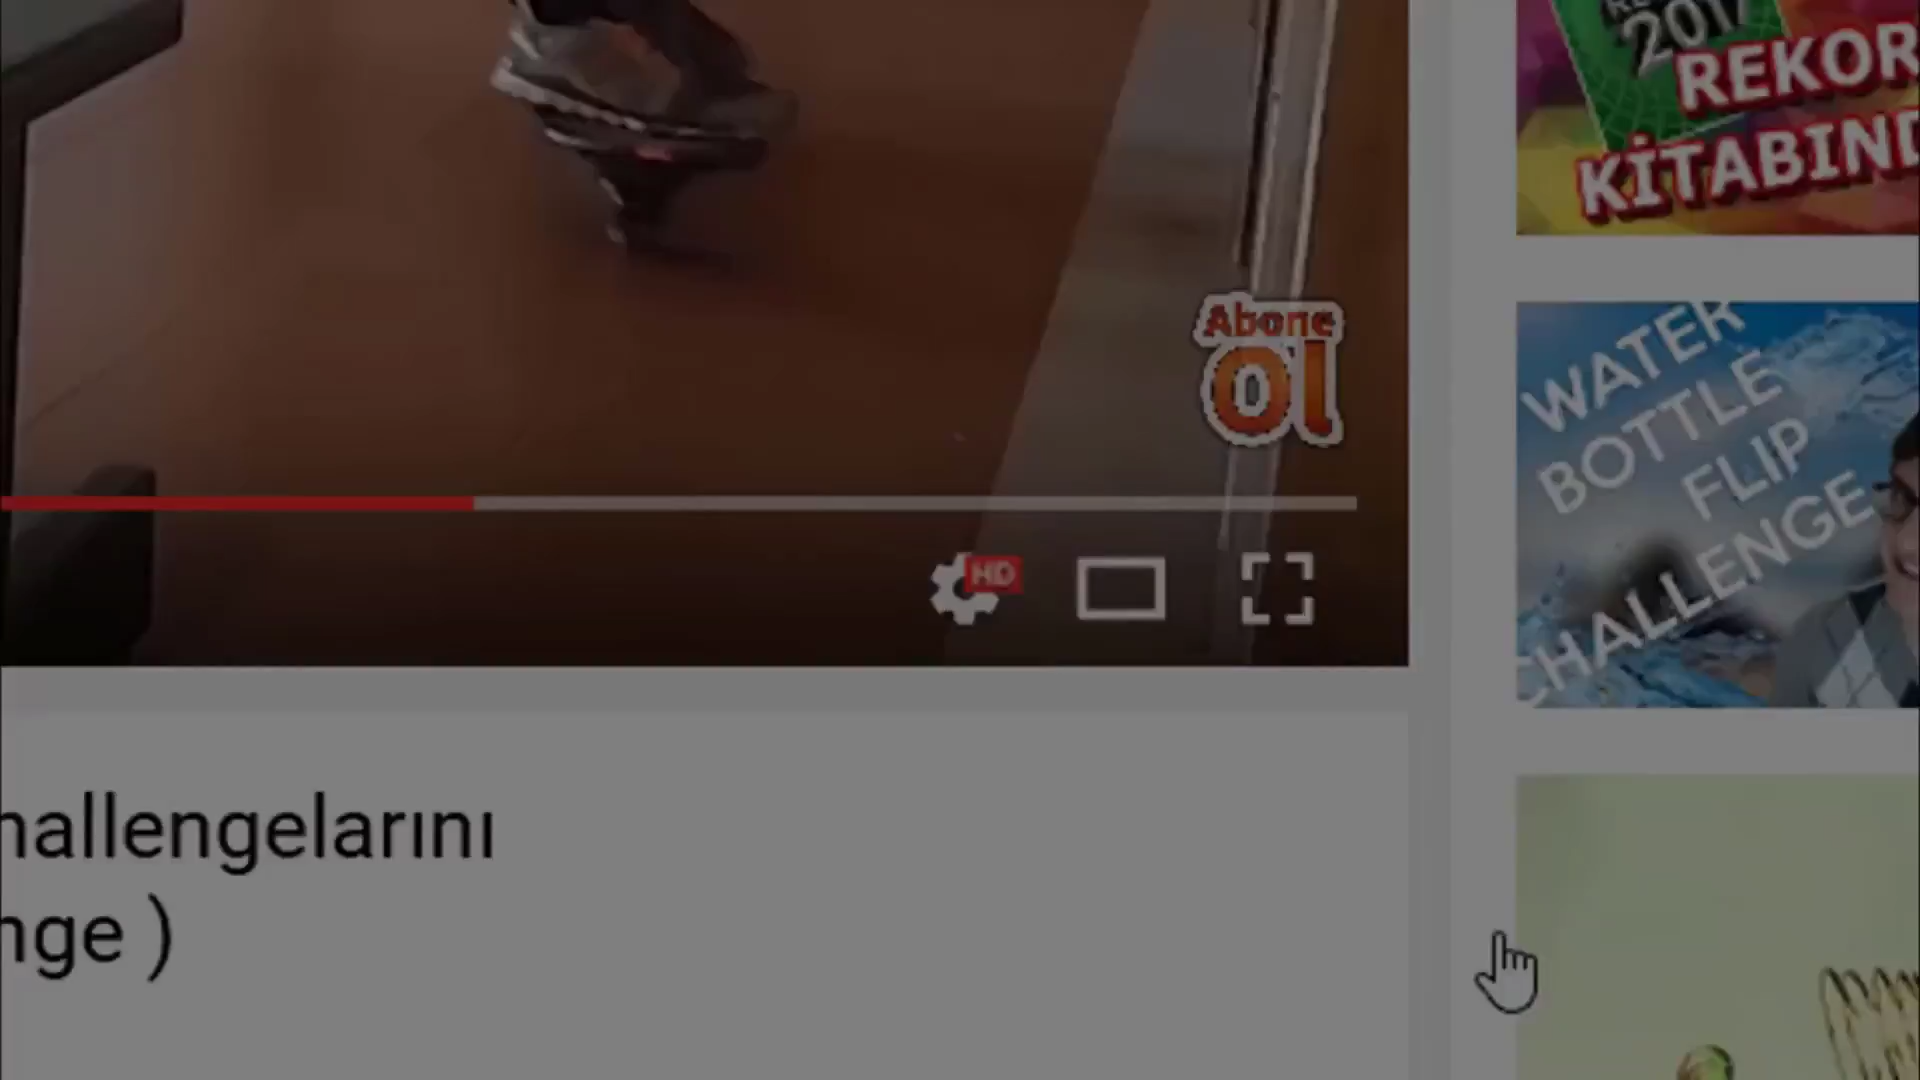 2017
REKOR
KİTABIND
Abone
Ol
WATER
BOTTLE
FLIP
CHALLENGE
HD
hallengelarını
nge )